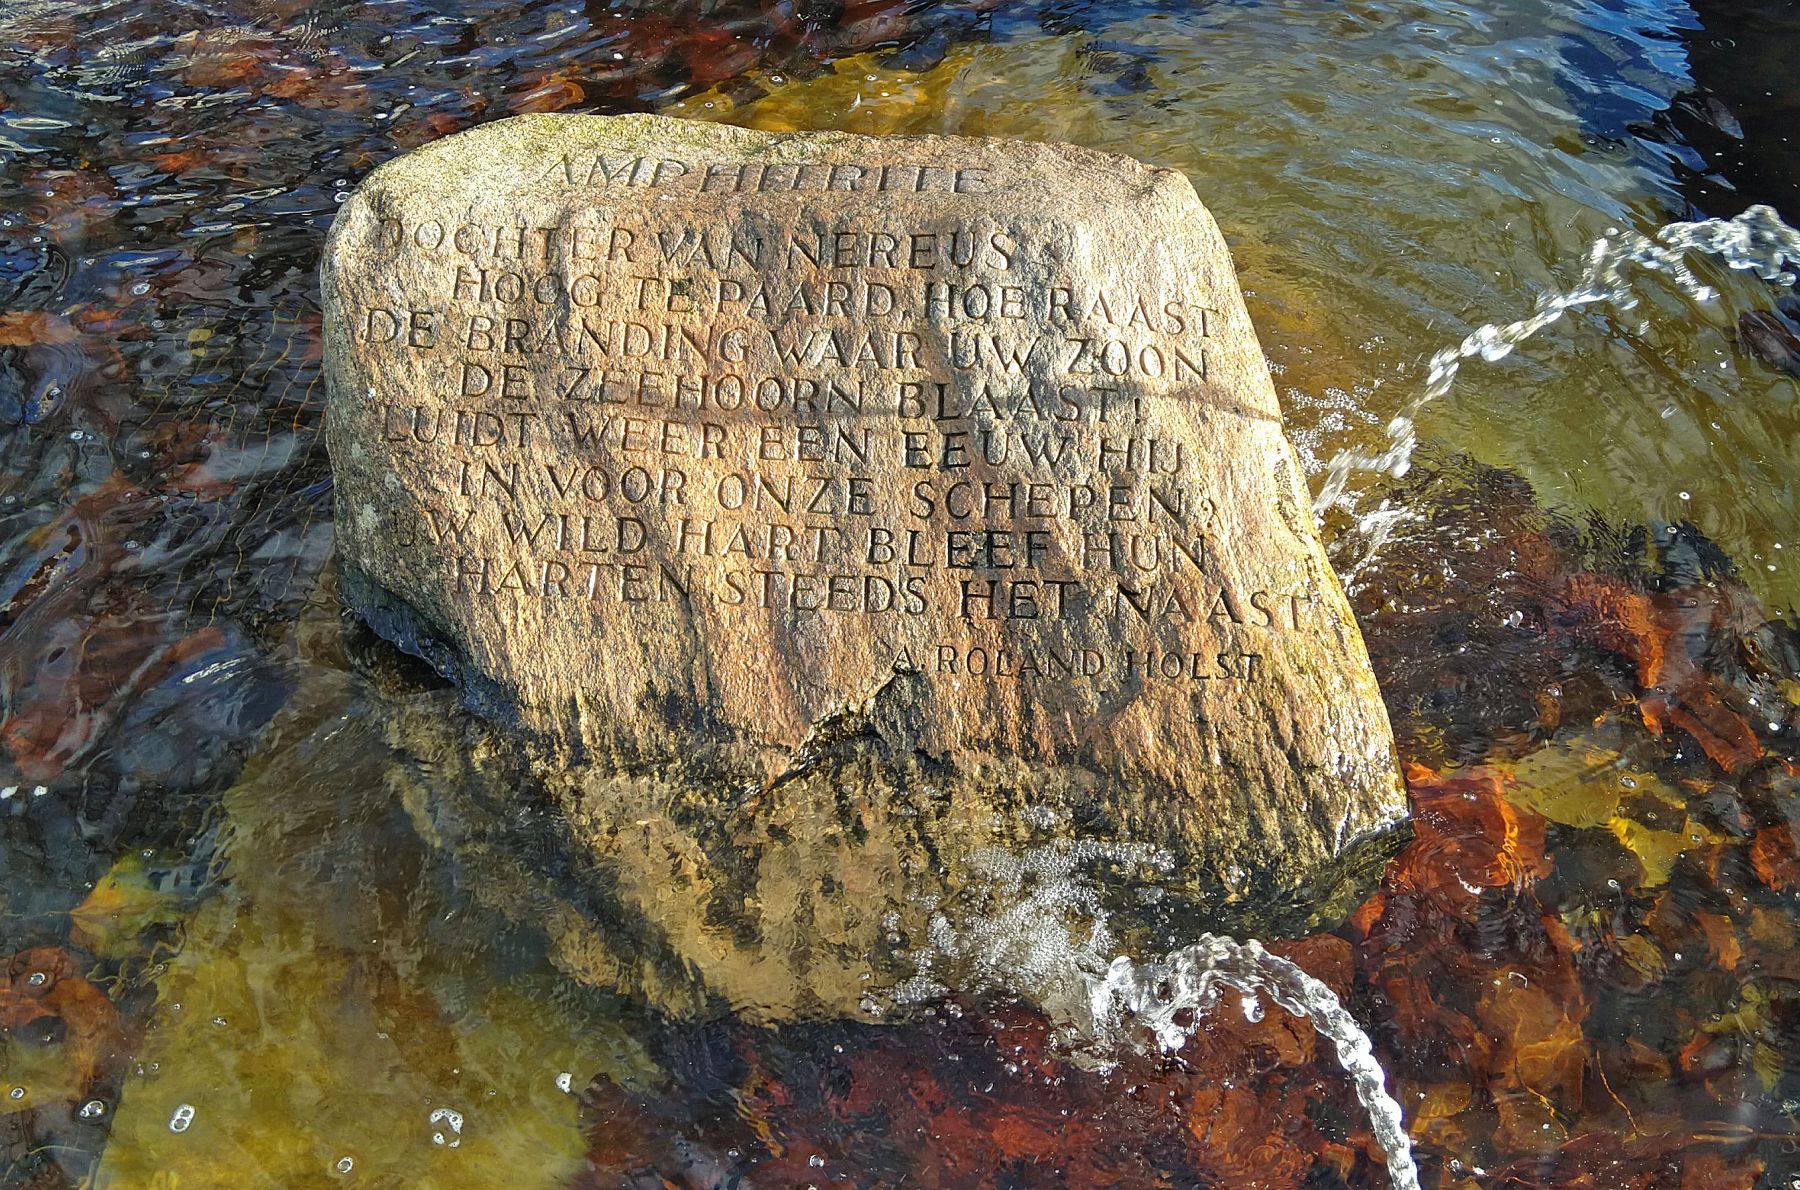 AMPHITRITE
DOCHTER VAN NEREUS
HOOG TE PAARD, HOE RAAST
DE BRANDING WAAR UW ZOON
DE ZEEHOORN BLAAST!
LUIDT WEER EEN EEUW HIJ
IN VOOR ONZE SCHEPEN?
UW WILD HART BLEEF HUN
HARTEN STEEDS HET NAAST.
A. ROLAND HOLST